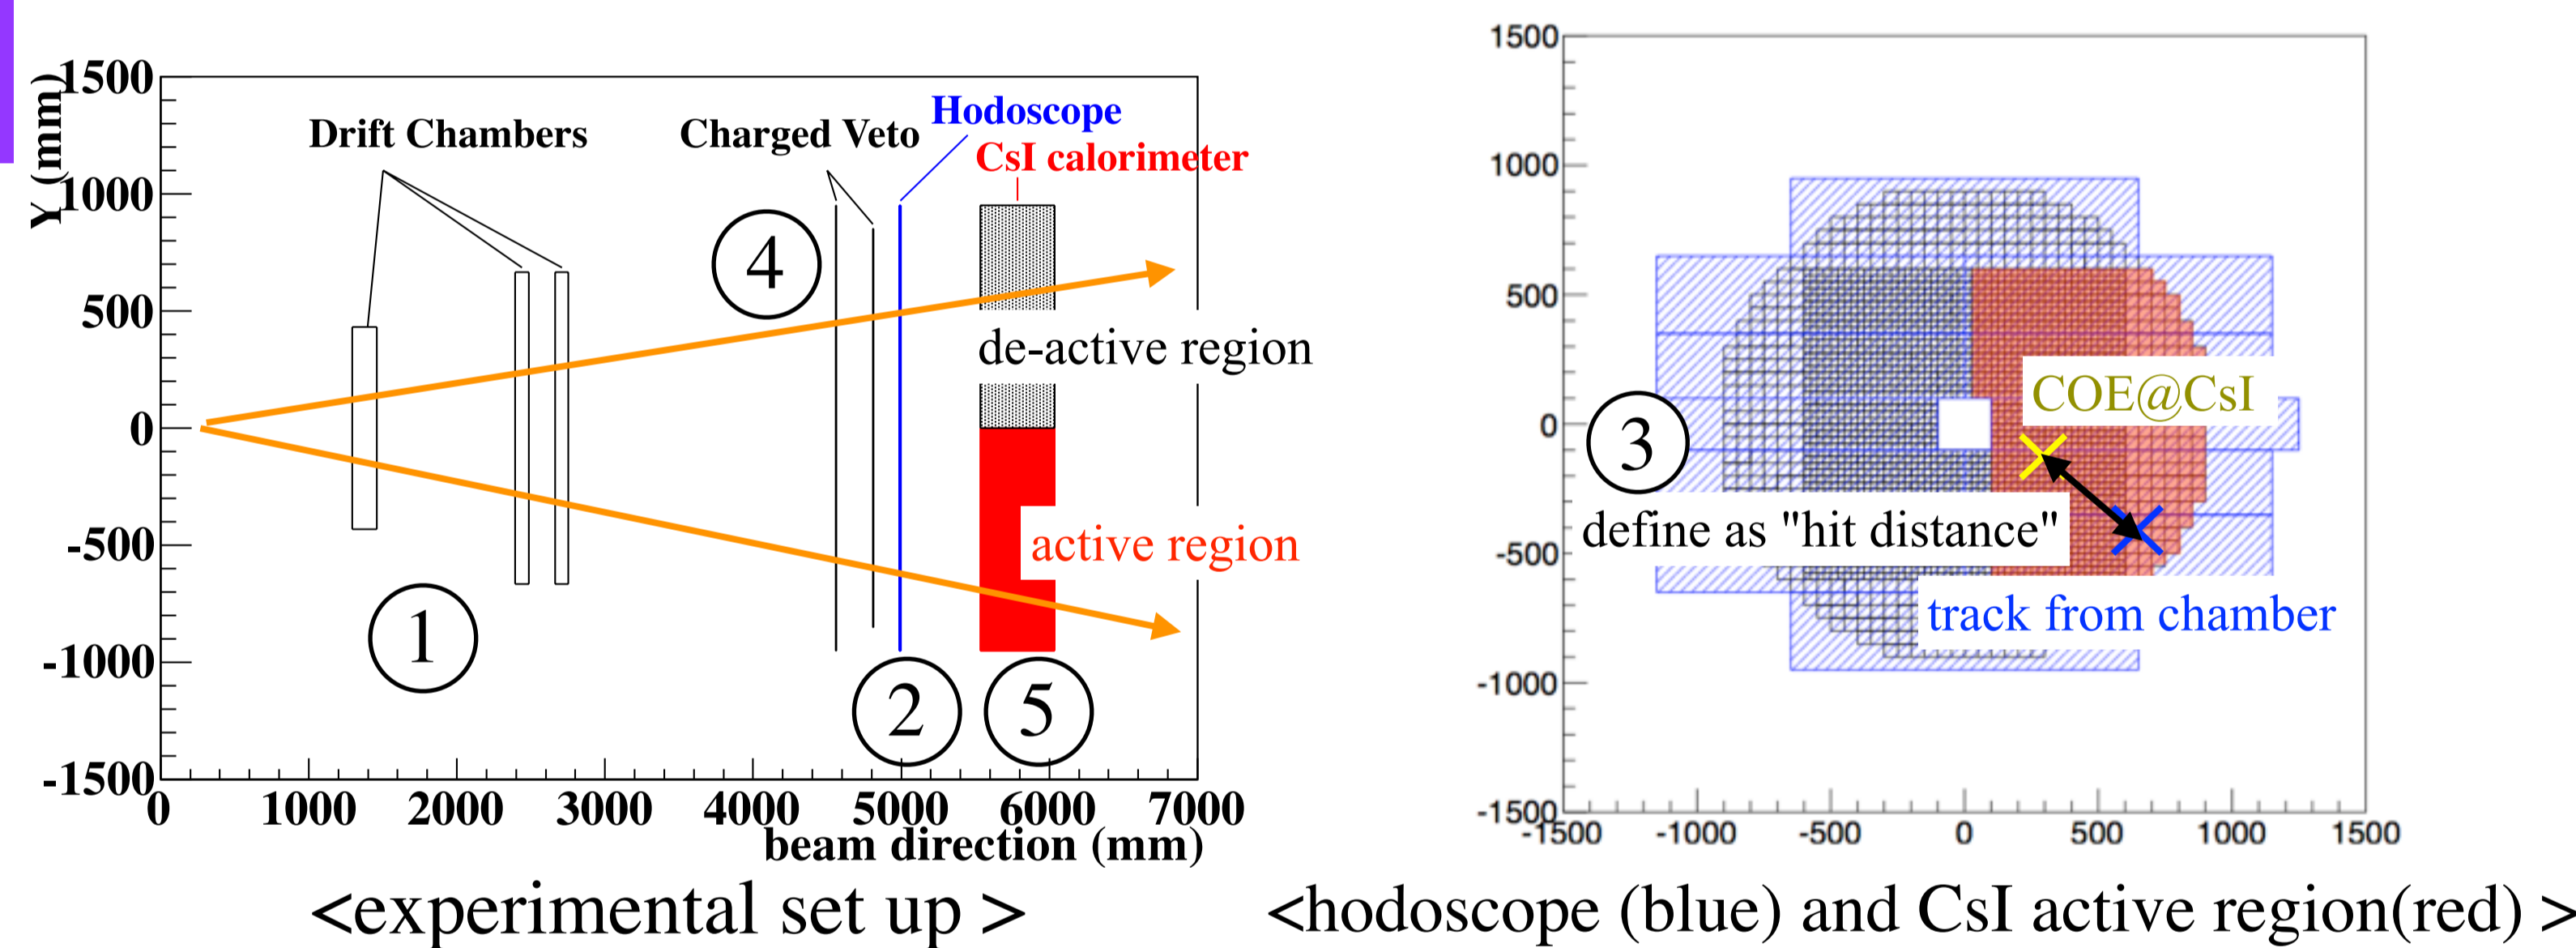 Y (mm)
1500
1000
500
0
-500
-1000
-1500
0 1000 2000 3000 4000 5000 6000 7000
beam direction (mm)
Drift Chambers
Charged Veto
Hodoscope
CsI calorimeter
de-active region
active region
1
4
2
5
<experimental set up >
1500
1000
500
0
-500
-1000
-1500
-1500 -1000 -500 0 500 1000 1500
3
COE@CsI
define as "hit distance"
track from chamber
<hodoscope (blue) and CsI active region(red) >